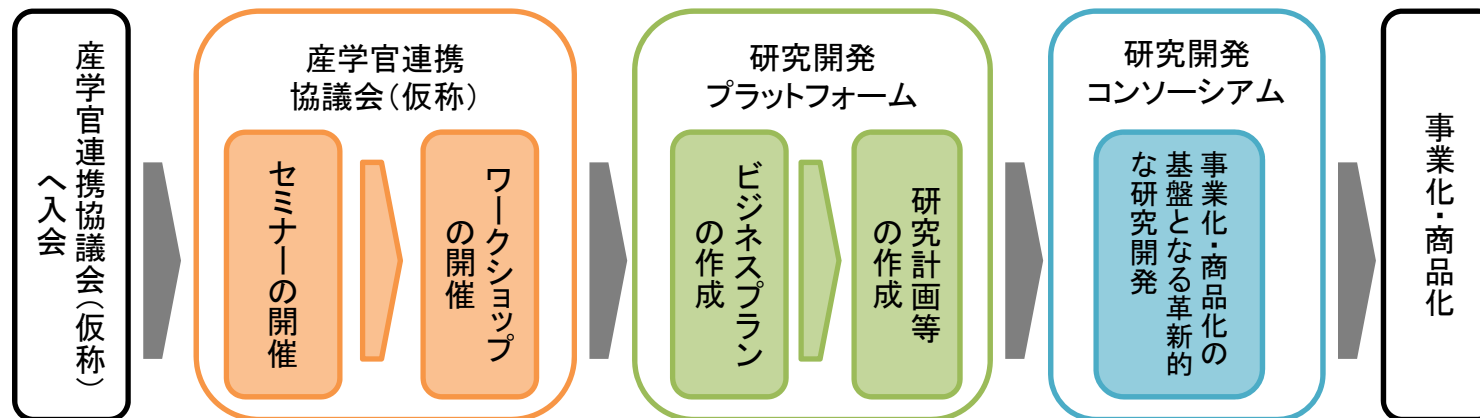 産学官連携協議会（仮称）
へ入会
産学官連携
協議会（仮称）
セミナーの開催
ワークショップ
の開催
研究開発
プラットフォーム
ビジネスプラン
の作成
研究計画等
の作成
研究開発
コンソーシアム
事業化・商品化の
基盤となる革新的
な研究開発
事業化・商品化